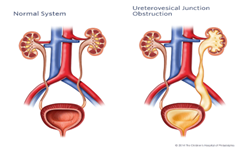 Normal System
Ureterovesical Junction
Obstruction